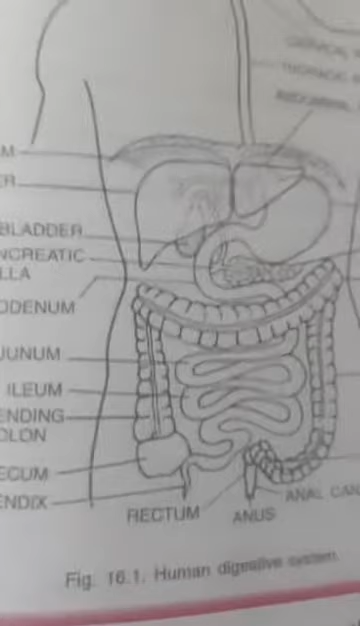 CERVICAL
THORACIC
ABDOMINAL
M
ER
BLADDER
NCREATIC
LLA
ODENUM
JUNUM
ILEUM
ENDING
OLON
ECUM
ENDIX
RECTUM
ANUS
ANAL CAN
Fig. 16.1. Human digestive system.